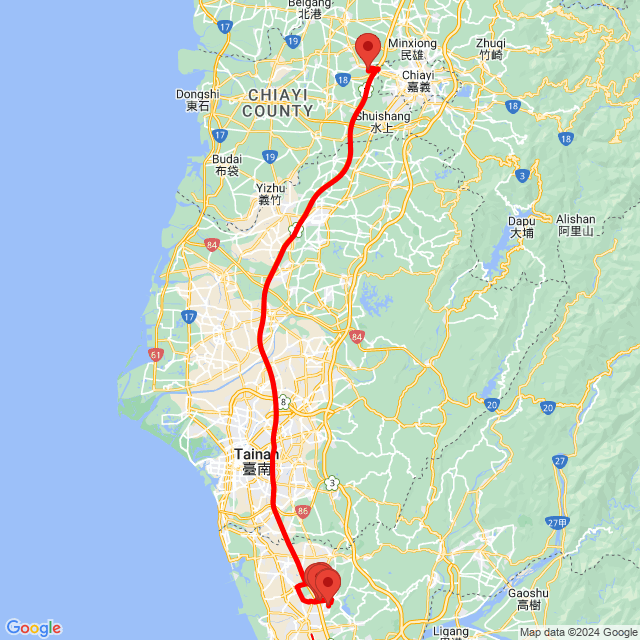 Beigang
北港
19
Minxiong
民雄
Zhuqi
竹崎
Dongshi
東石
18
CHIAYI
COUNTY
Chiayi
嘉義
Shuishang
水上
17
18
19
Budai
布袋
3
Yizhu
義竹
Dapu
大埔
Alishan
阿里山
84
17
84
61
8
20
20
Tainan
臺南
27
3
86
27甲
Gaoshu
高樹
Liqang
Google
Map data ©2024 Google